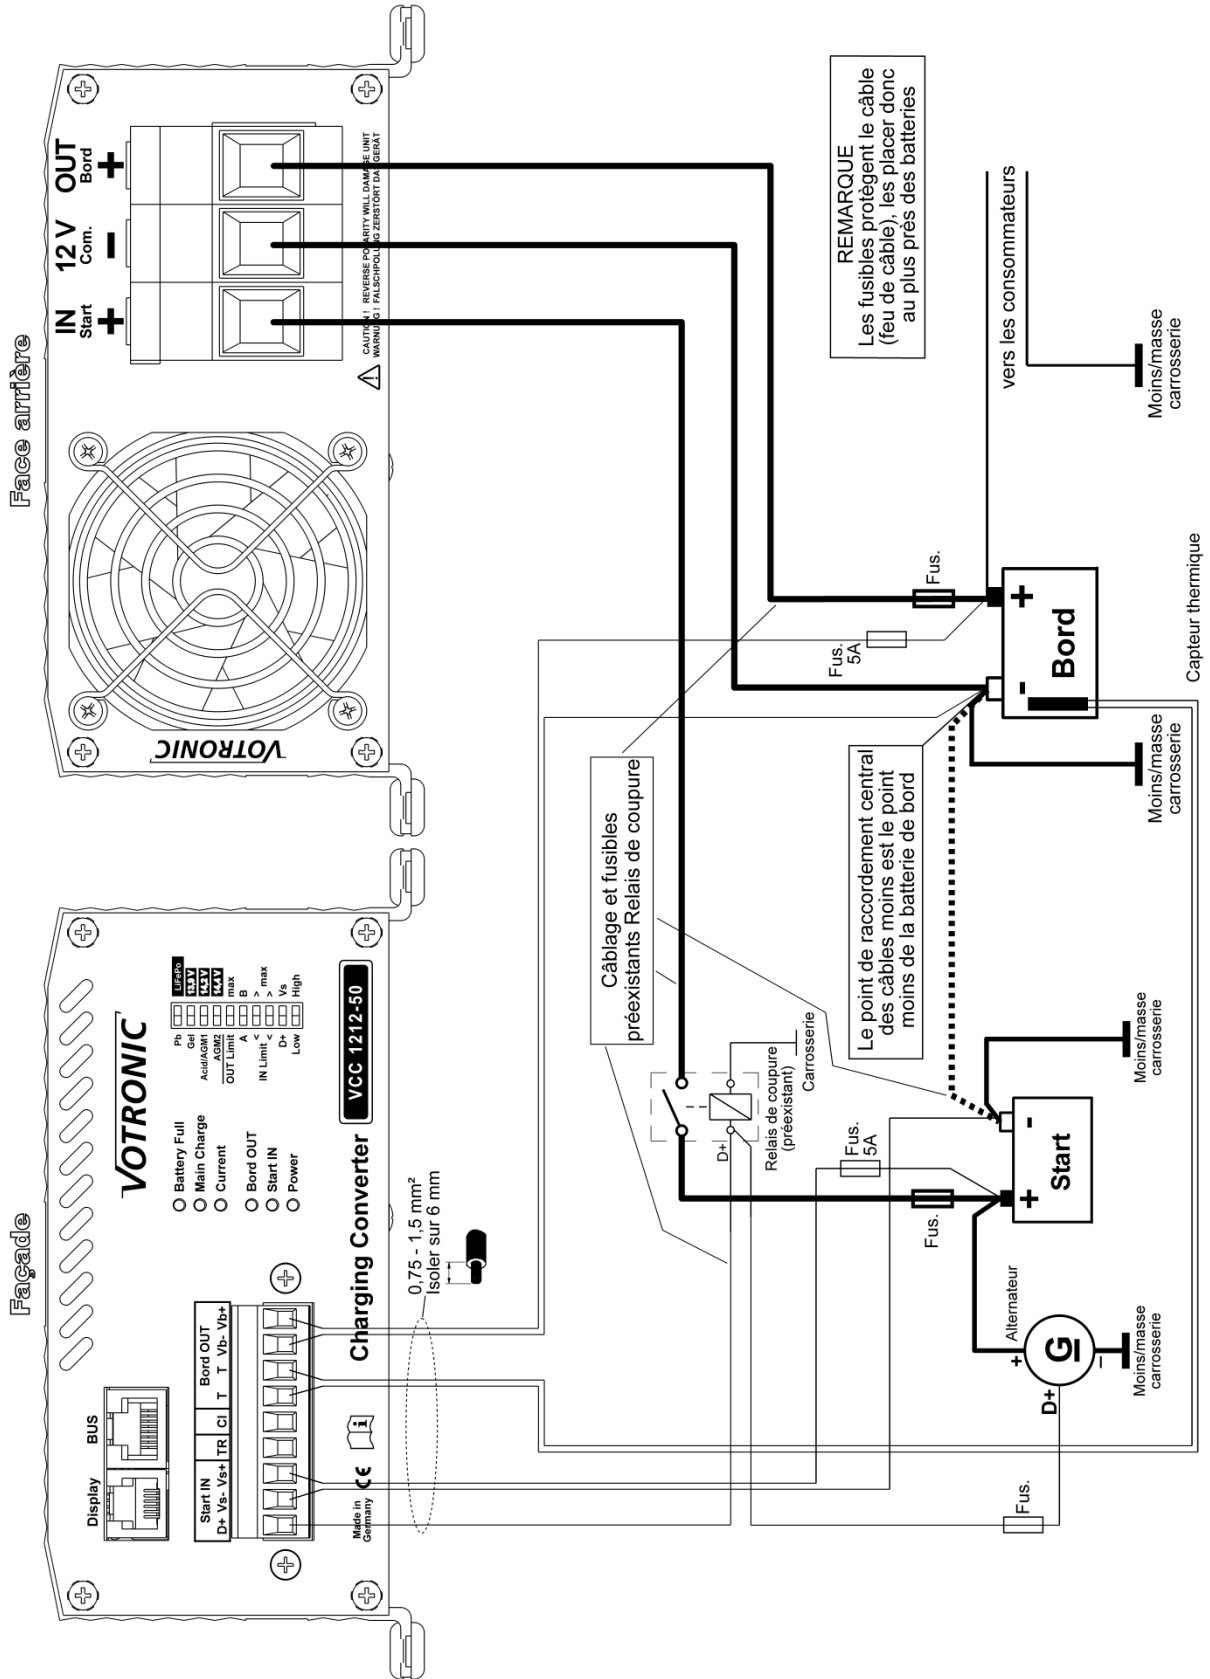 Façade
Face arrière
Display
BUS
Start IN
Bord OUT
D+ Vs- Vs+
TR
CI
T
T
Vb- Vb+
Made in
Germany
CE
i
VOTRONIC
Battery Full
Main Charge
Current
Bord OUT
Start IN
Power
Pb
LiFePo
Gel
13,9 V
Acid/AGM1
14,2 V
AGM2
14,4 V
OUT Limit
max
A
B
<
> max
IN Limit <
>
D+
Vs
Low
High
Charging Converter
VCC 1212-50
VOTRONIC
IN
Start
+
12 V
Com.
-
OUT
Bord
+
CAUTION ! REVERSE POLARITY WILL DAMAGE UNIT
WARNUNG ! FALSCHPOLUNG ZERSTÖRT DAS GERÄT
0,75 - 1,5 mm²
Isoler sur 6 mm
Câblage et fusibles
préexistants Relais de coupure
REMARQUE
Les fusibles protègent le câble
(feu de câble), les placer donc
au plus près des batteries
D+
Relais de coupure
(préexistant)
Carrosserie
Fus.
5A
Fus.
5A
Fus.
Fus.
Le point de raccordement central
des câbles moins est le point
moins de la batterie de bord
vers les consommateurs
Fus.
D+
Alternateur
+
G
-
Moins/masse
carrosserie
+
-
Start
Moins/masse
carrosserie
-
+
Bord
Moins/masse
carrosserie
Moins/masse
carrosserie
Capteur thermique